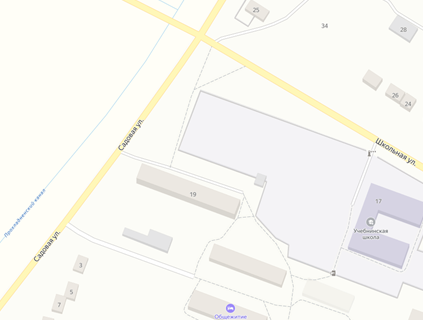 25
34
28
26
24
Садовая ул.
Школьная ул.
19
17
Учебнинская
школа
Садовая ул.
3
5
7
Общежитие